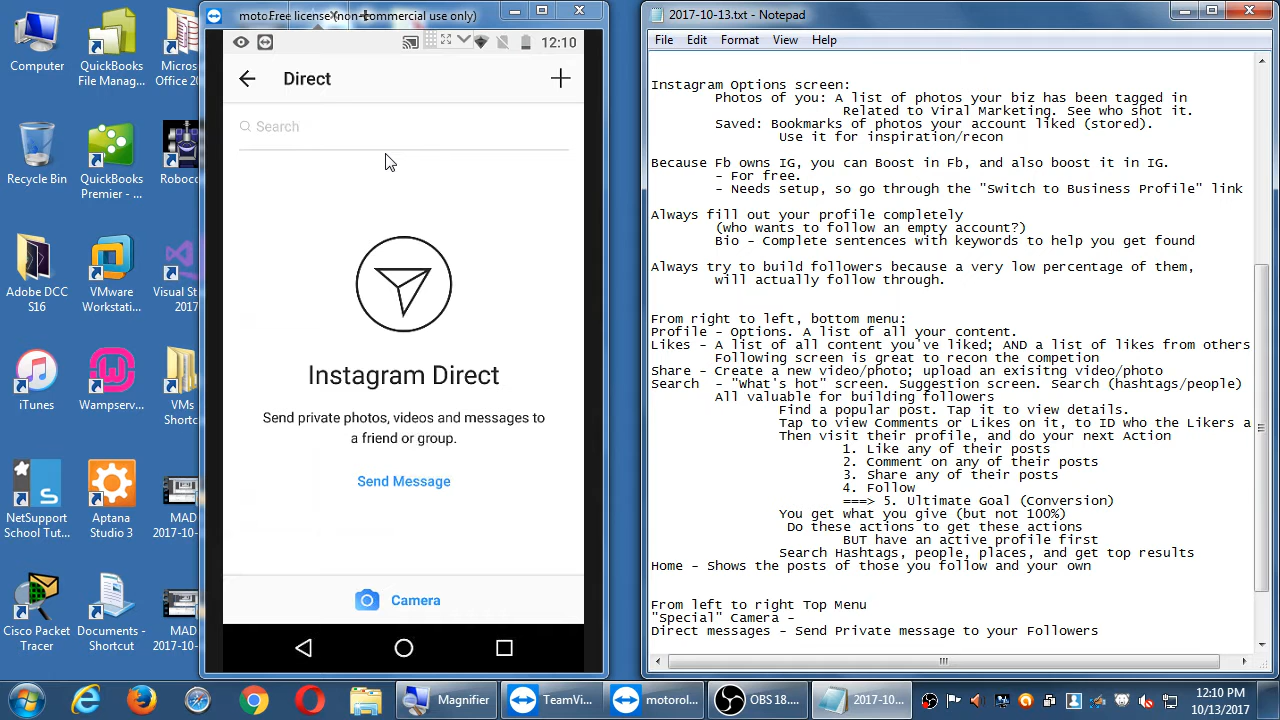 Computer
QuickBooks
File Manag...
Micros
Office 20
Recycle Bin
QuickBooks
Premier - ...
Roboc
Adobe DCC
S16
VMware
Workstati...
Visual St
2017
iTunes
Wampserv...
VMs
Shortc
NetSupport
School Tut...
Aptana
Studio 3
MAD
2017-10-
Cisco Packet
Tracer
Documents -
Shortcut
MAD
2017-10-
Free license (non-commercial use only)
12:10
Direct
Search
Instagram Direct
Send private photos, videos and messages to
a friend or group.
Send Message
Camera
2017-10-13.txt - Notepad
File Edit Format View Help
Instagram Options screen:
Photos of you: A list of photos your biz has been tagged in
Related to Viral Marketing. See who shot it.
Saved: Bookmarks of photos your account liked (stored).
Use it for inspiration/recon
Because Fb owns IG, you can Boost in Fb, and also boost it in IG.
- For free.
- Needs setup, so go through the "Switch to Business Profile" link
Always fill out your profile completely
(who wants to follow an empty account?)
Bio - Complete sentences with keywords to help you get found
Always try to build followers because a very low percentage of them,
will actually follow through.
From right to left, bottom menu:
Profile - Options. A list of all your content.
Likes - A list of all content you've liked; AND a list of likes from others
Following screen is great to recon the competion
Share - Create a new video/photo; upload an exisitng video/photo
Search - "What's hot" screen. Suggestion screen. Search (hashtags/people)
All valuable for building followers
Find a popular post. Tap it to view details.
Tap to view Comments or Likes on it, to ID who the Likers a
Then visit their profile, and do your next Action
1. Like any of their posts
2. Comment on any of their posts
3. Share any of their posts
4. Follow
===> 5. Ultimate Goal (Conversion)
You get what you give (but not 100%)
Do these actions to get these actions
BUT have an active profile first
Search Hashtags, people, places, and get top results
Home - Shows the posts of those you follow and your own
From left to right Top Menu
"Special" Camera -
Direct messages - Send Private message to your Followers
Magnifier
TeamVi...
motorol...
OBS 18....
2017-10...
12:10 PM
10/13/2017